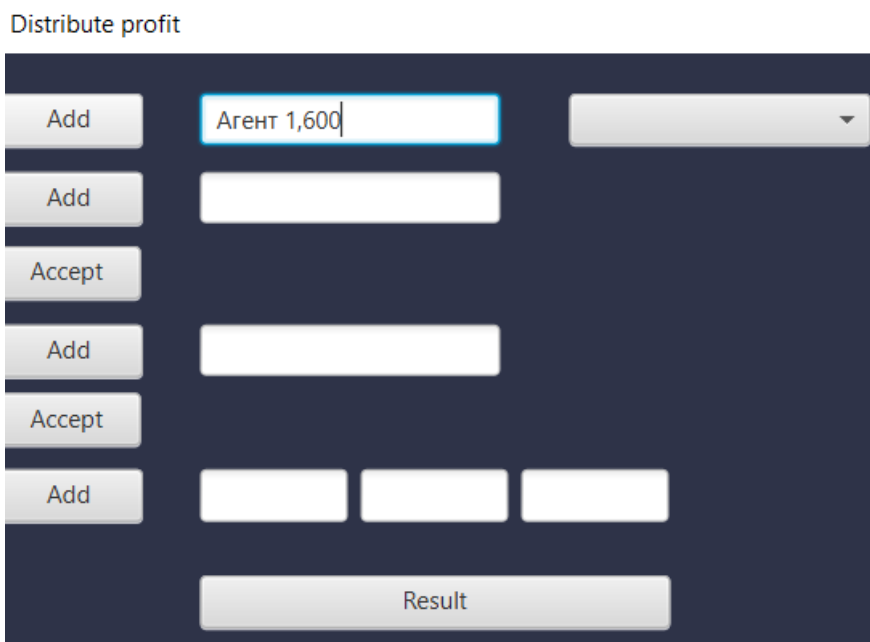 Distribute profit
Add Агент 1,600
Add
Accept
Add
Accept
Add
Result